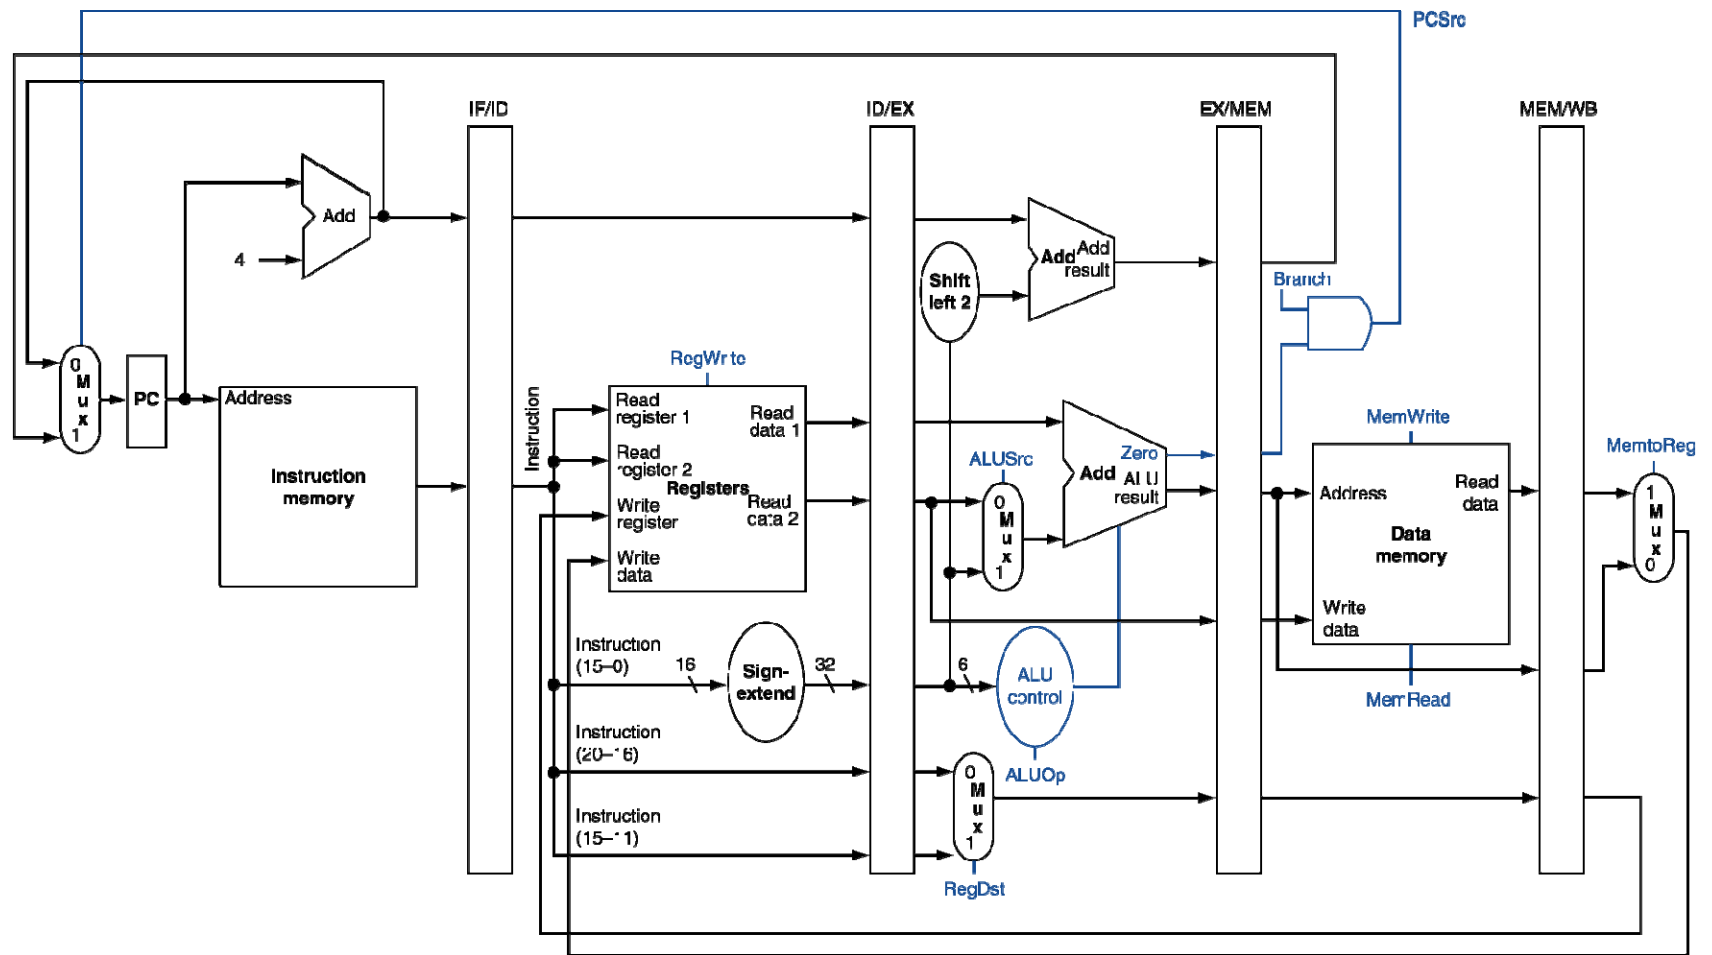 PCSrc
IF/ID
ID/EX
EX/MEM
MEM/WB
Add
4
Shift
left 2
Add
Add
result
Branch
0
M
u
x
1
PC
Address
Instruction
memory
Instruction
RegWrite
Read
register 1
Read
register 2
Write
register
Write
data
Registers
Read
data 1
Read
data 2
ALUSrc
0
M
u
x
1
Add
Zero
ALU
result
MemWrite
Address
Read
data
Data
memory
Write
data
MemRead
MemtoReg
1
M
u
x
0
Instruction
(15–0)
16
Sign-
extend
32
6
ALU
control
ALUOp
Instruction
(20–16)
Instruction
(15–11)
0
M
u
x
1
RegDst